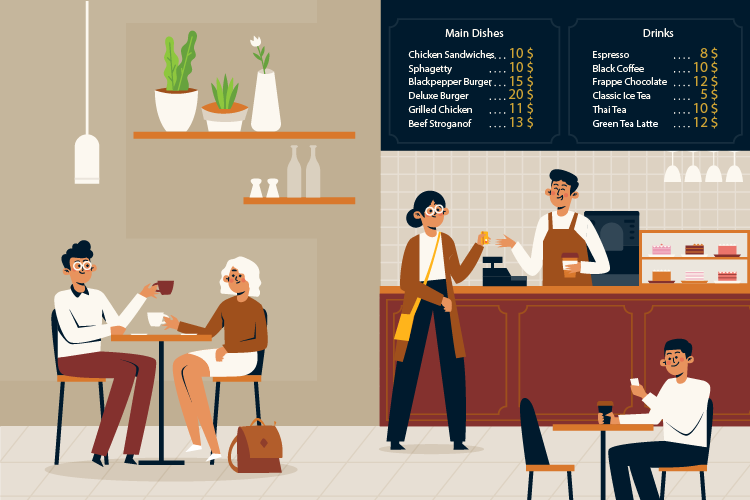 Main Dishes
Chicken Sandwiches... 10 $
Sphagetty .... 10 $
Blackpepper Burger... 15 $
Deluxe Burger .... 20 $
Grilled Chicken .... 11 $
Beef Stroganof .... 13 $
Drinks
Espresso .... 8 $
Black Coffee .... 10 $
Frappe Chocolate .... 12 $
Classic Ice Tea .... 5 $
Thai Tea .... 10 $
Green Tea Latte .... 12 $